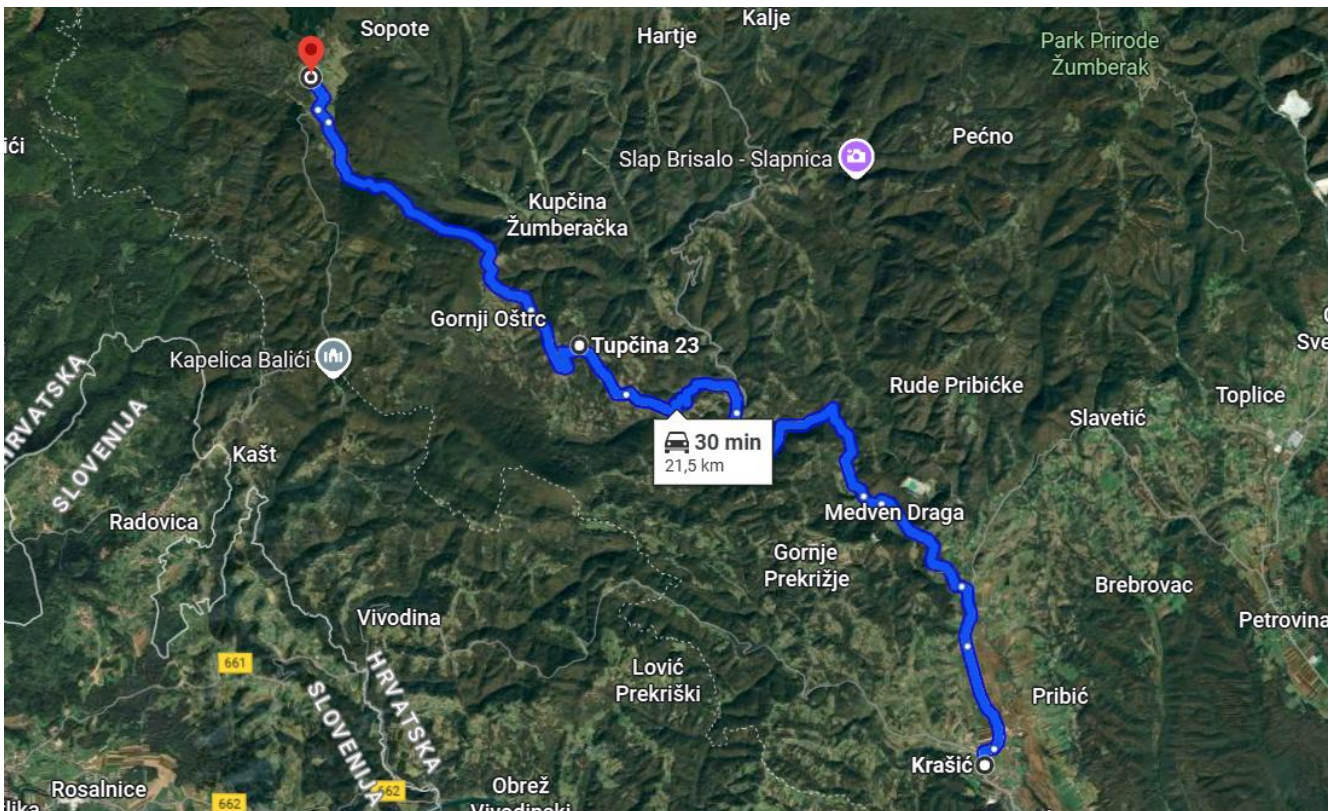 Sopote
Kalje
Hartje
Park Prirode
Žumberak
ići
Pećno
Slap Brisalo - Slapnica
Kupčina
Žumberačka
Gornji Oštrc
Tupčina 23
Kapelica Balići
Sve
Rude Pribićke
Toplice
Slavetić
HRVATSKA
SLOVENIJA
30 min
21,5 km
Kašt
Radovica
Medven Draga
Gornje
Prekrižje
Brebrovac
Vivodina
Petrovina
661
HRVATSKA
SLOVENIJA
Lović
Prekriški
Pribić
Krašić
Rosalnice
Obrež
Vivodinski
662
662